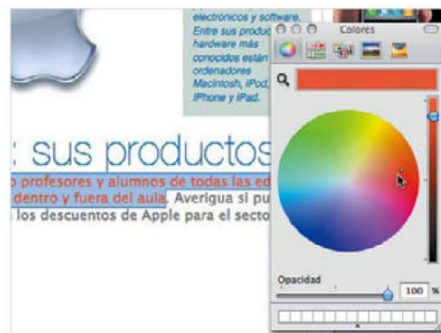 electrónicos y software.
Entre sus produc
hardware más
conocidos están
ordenadores
Macintosh, iPod,
iPhone y iPad.
Colores
: sus productos
o profesores y alumnos de todas las ed
dentro y fuera del aula. Averigua si pu
los descuentos de Apple para el secto
Opacidad
100 %